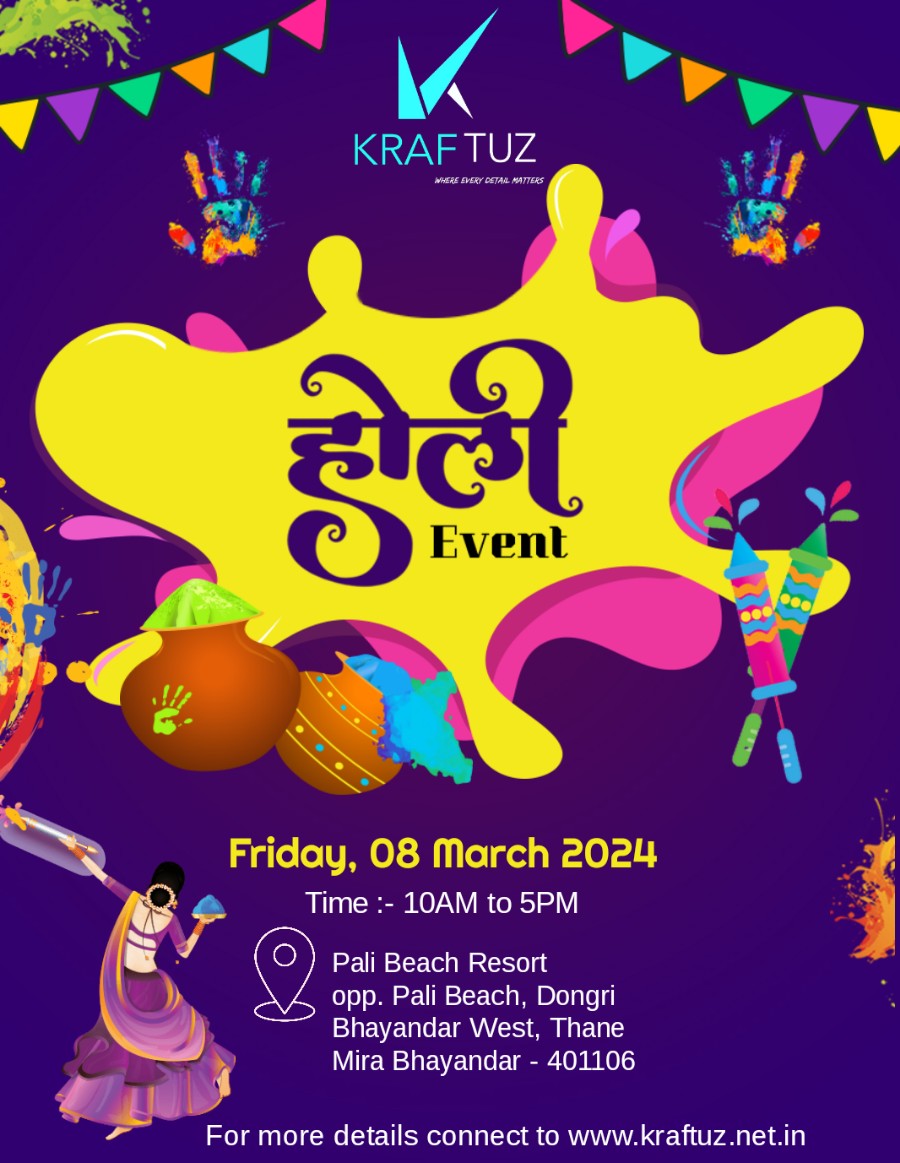 KRAFTUZ
WHERE EVERY DETAIL MATTERS
होली
Event
Friday, 08 March 2024
Time :- 10AM to 5PM
Pali Beach Resort
opp. Pali Beach, Dongri
Bhayandar West, Thane
Mira Bhayandar - 401106
For more details connect to www.kraftuz.net.in